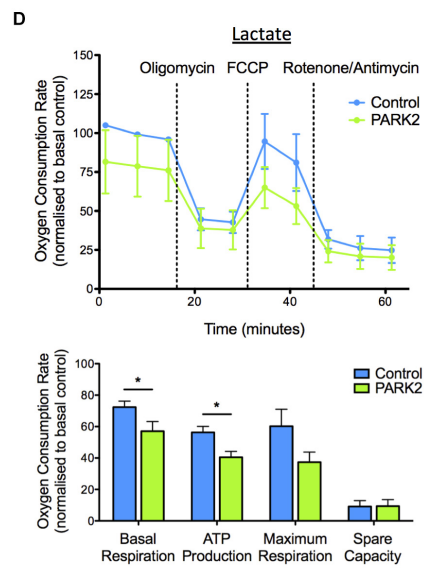 D
Lactate
Oligomycin FCCP Rotenone/Antimycin
Oxygen Consumption Rate
(normalised to basal control)
150
125
100
75
50
25
0
Control
PARK2
0 20 40 60
Time (minutes)
Oxygen Consumption Rate
(normalised to basal control)
100
80
60
40
20
0
* *
Control
PARK2
Basal Respiration
ATP Production
Maximum Respiration
Spare Capacity